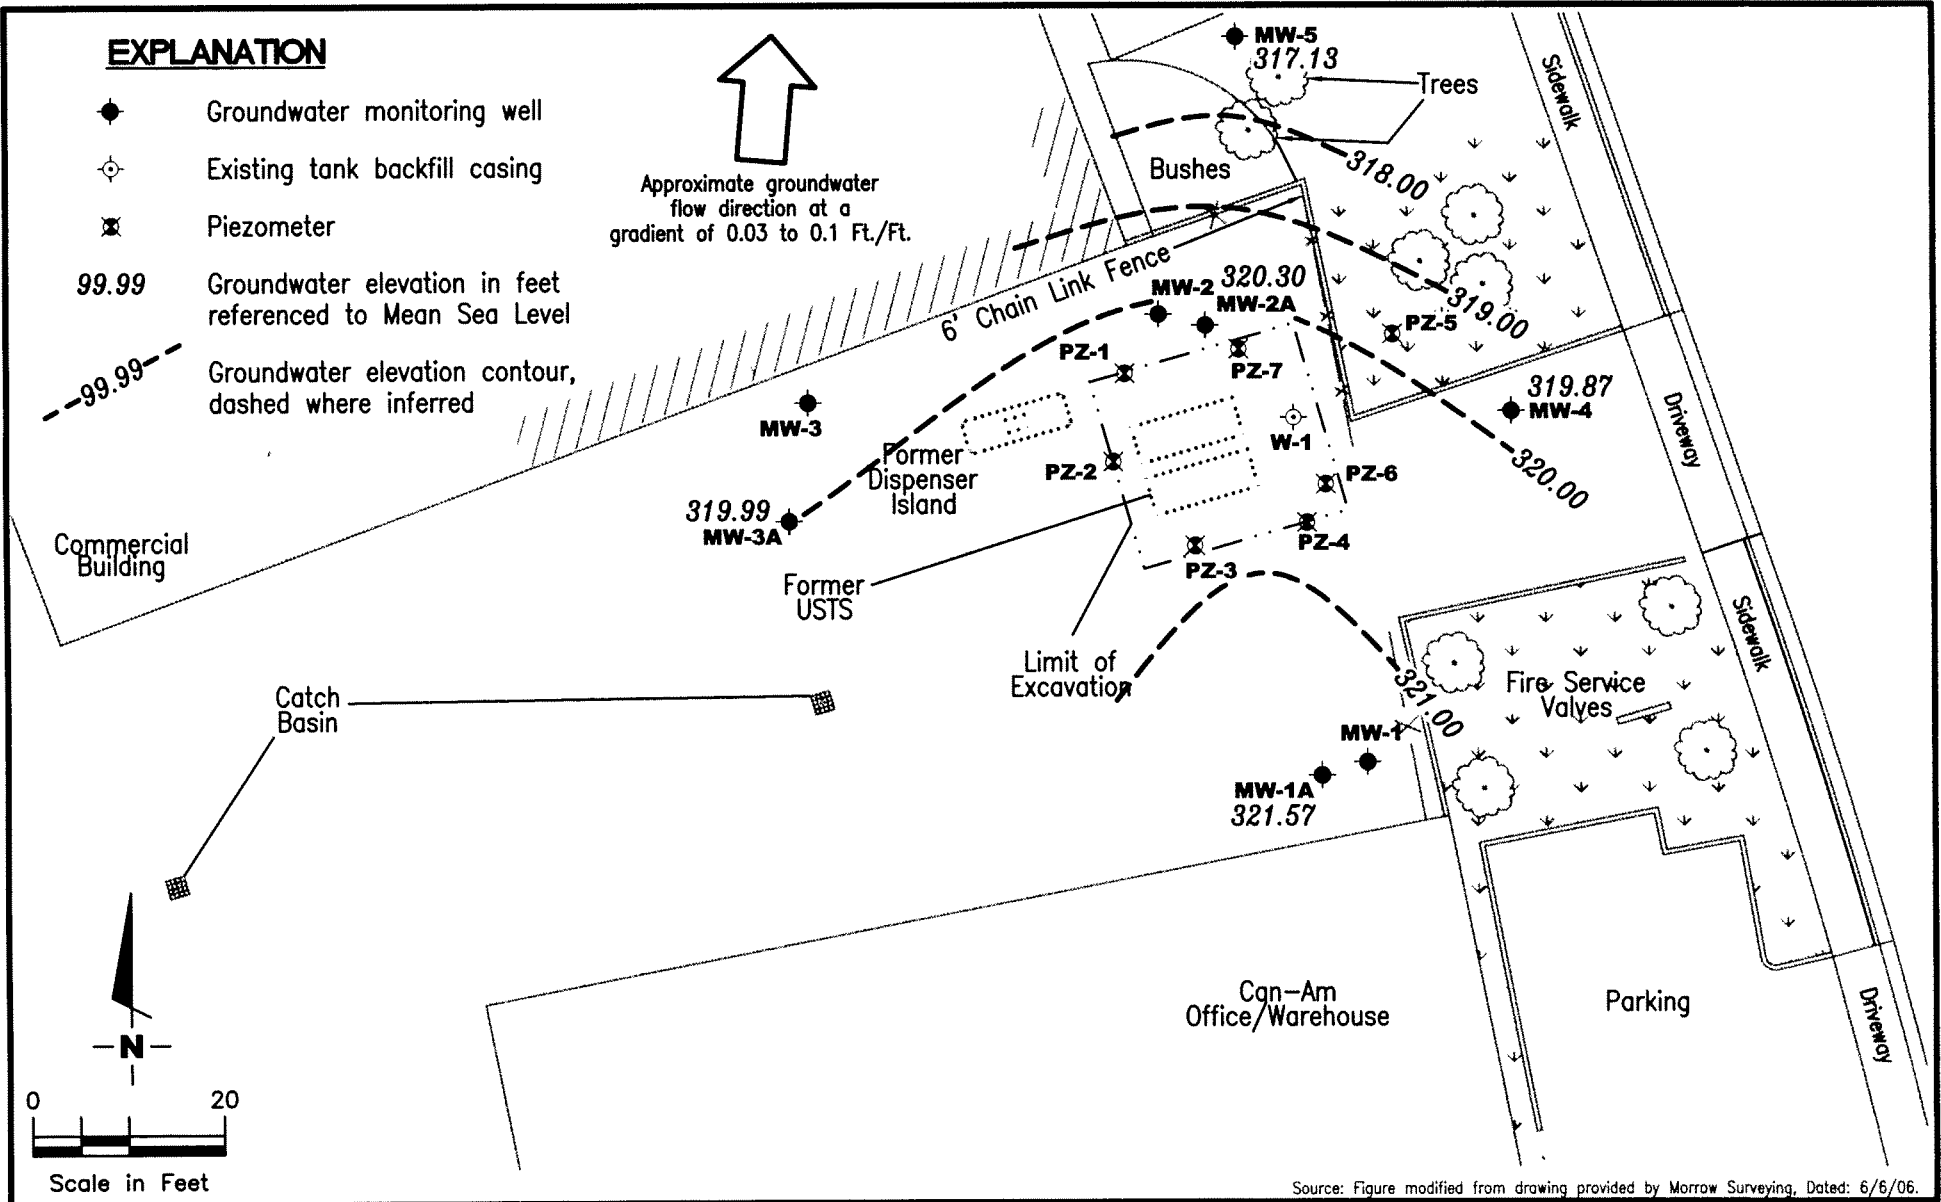 EXPLANATION
Groundwater monitoring well
Existing tank backfill casing
Piezometer
99.99
Groundwater elevation in feet
referenced to Mean Sea Level
99.99
Groundwater elevation contour,
dashed where inferred
Approximate groundwater
flow direction at a
gradient of 0.03 to 0.1 Ft./Ft.
MW-5
317.13
Trees
Sidewalk
Bushes
318.00
6' Chain Link Fence
MW-2
320.30
MW-2A
319.00
PZ-5
PZ-1
PZ-7
319.87
MW-4
MW-3
Driveway
W-1
Former
Dispenser
Island
PZ-2
PZ-6
320.00
319.99
MW-3A
PZ-4
PZ-3
Commercial
Building
Former
USTS
Sidewalk
Limit of
Excavation
321.00
Fire Service
Valves
Catch
Basin
MW-1
MW-1A
321.57
Can-Am
Office/Warehouse
Parking
Driveway
N
0 20
Scale in Feet
Source: Figure modified from drawing provided by Morrow Surveying, Dated: 6/6/06.